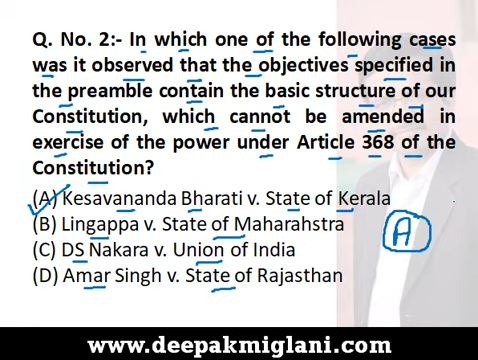 Q. No. 2:- In which one of the following cases
was it observed that the objectives specified in
the preamble contain the basic structure of our
Constitution, which cannot be amended in
exercise of the power under Article 368 of the
Constitution?
(A) Kesavananda Bharati v. State of Kerala
(B) Lingappa v. State of Maharahstra
(C) DS Nakara v. Union of India
(D) Amar Singh v. State of Rajasthan
A
www.deepakmiglani.com